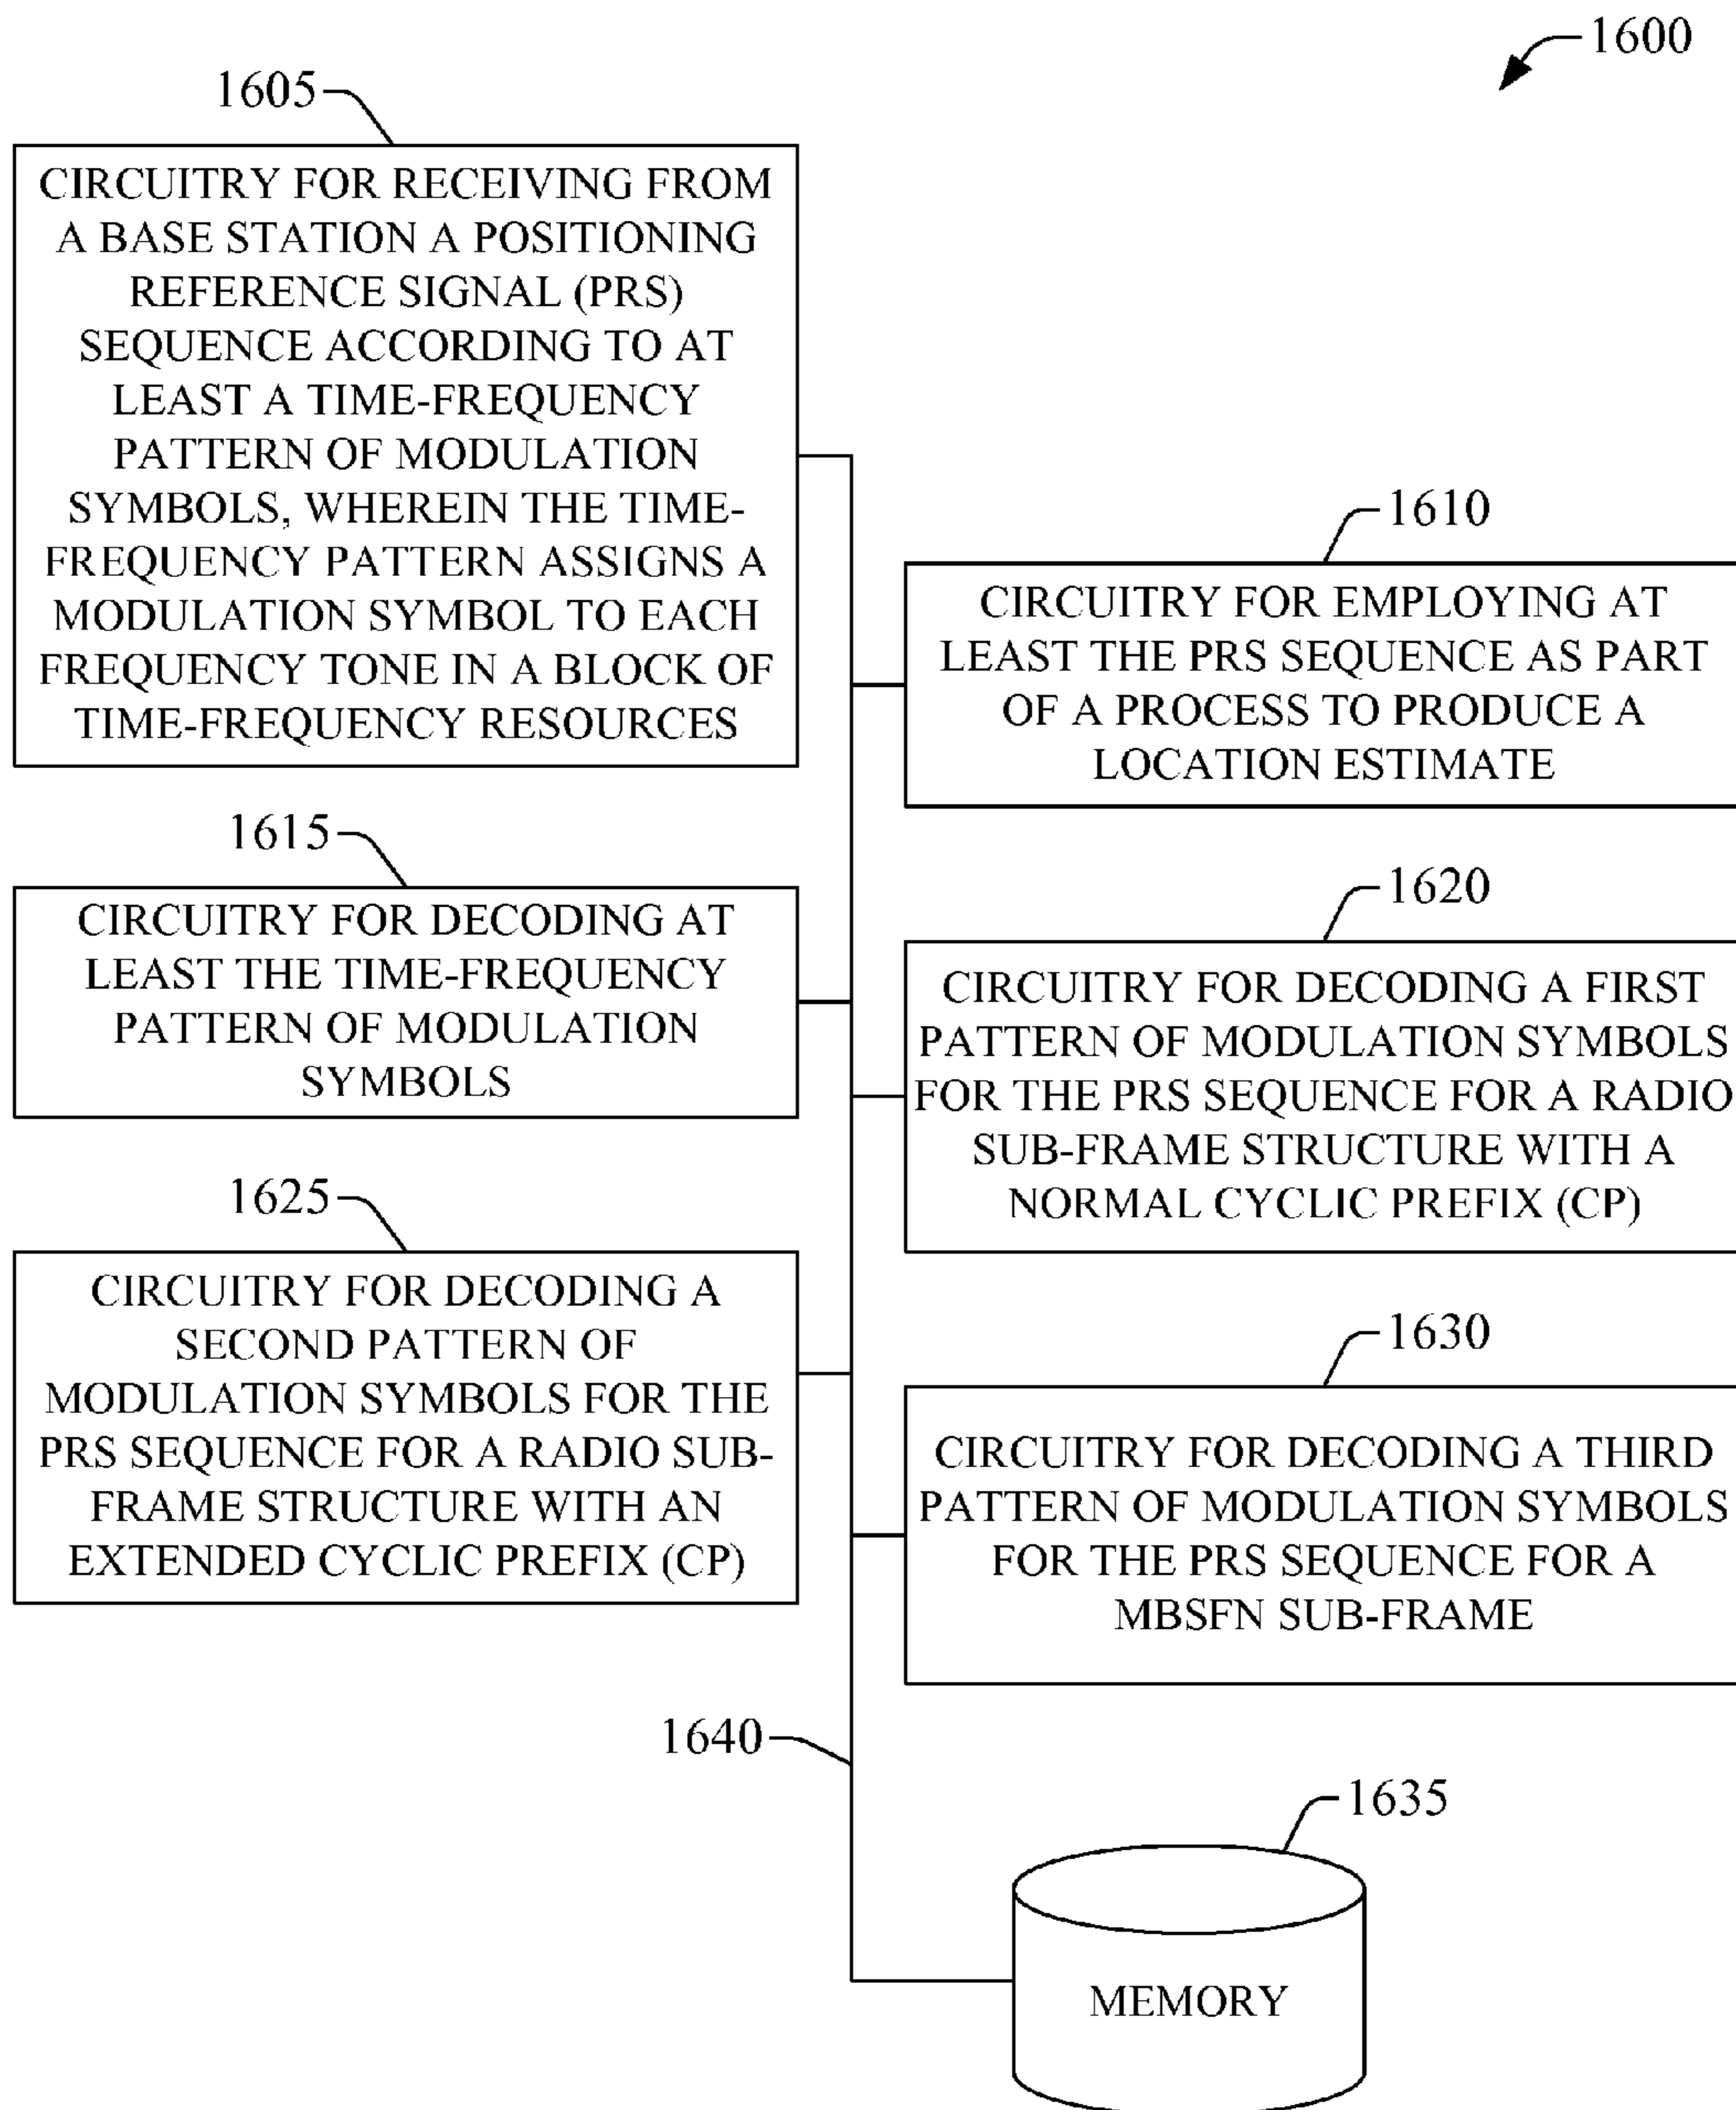 1600
1605
CIRCUITRY FOR RECEIVING FROM
A BASE STATION A POSITIONING
REFERENCE SIGNAL (PRS)
SEQUENCE ACCORDING TO AT
LEAST A TIME-FREQUENCY
PATTERN OF MODULATION
SYMBOLS, WHEREIN THE TIME-
FREQUENCY PATTERN ASSIGNS A
MODULATION SYMBOL TO EACH
FREQUENCY TONE IN A BLOCK OF
TIME-FREQUENCY RESOURCES
1610
CIRCUITRY FOR EMPLOYING AT
LEAST THE PRS SEQUENCE AS PART
OF A PROCESS TO PRODUCE A
LOCATION ESTIMATE
1615
CIRCUITRY FOR DECODING AT
LEAST THE TIME-FREQUENCY
PATTERN OF MODULATION
SYMBOLS
1620
CIRCUITRY FOR DECODING A FIRST
PATTERN OF MODULATION SYMBOLS
FOR THE PRS SEQUENCE FOR A RADIO
SUB-FRAME STRUCTURE WITH A
NORMAL CYCLIC PREFIX (CP)
1625
CIRCUITRY FOR DECODING A
SECOND PATTERN OF
MODULATION SYMBOLS FOR THE
PRS SEQUENCE FOR A RADIO SUB-
FRAME STRUCTURE WITH AN
EXTENDED CYCLIC PREFIX (CP)
1630
CIRCUITRY FOR DECODING A THIRD
PATTERN OF MODULATION SYMBOLS
FOR THE PRS SEQUENCE FOR A
MBSFN SUB-FRAME
1640
1635
MEMORY